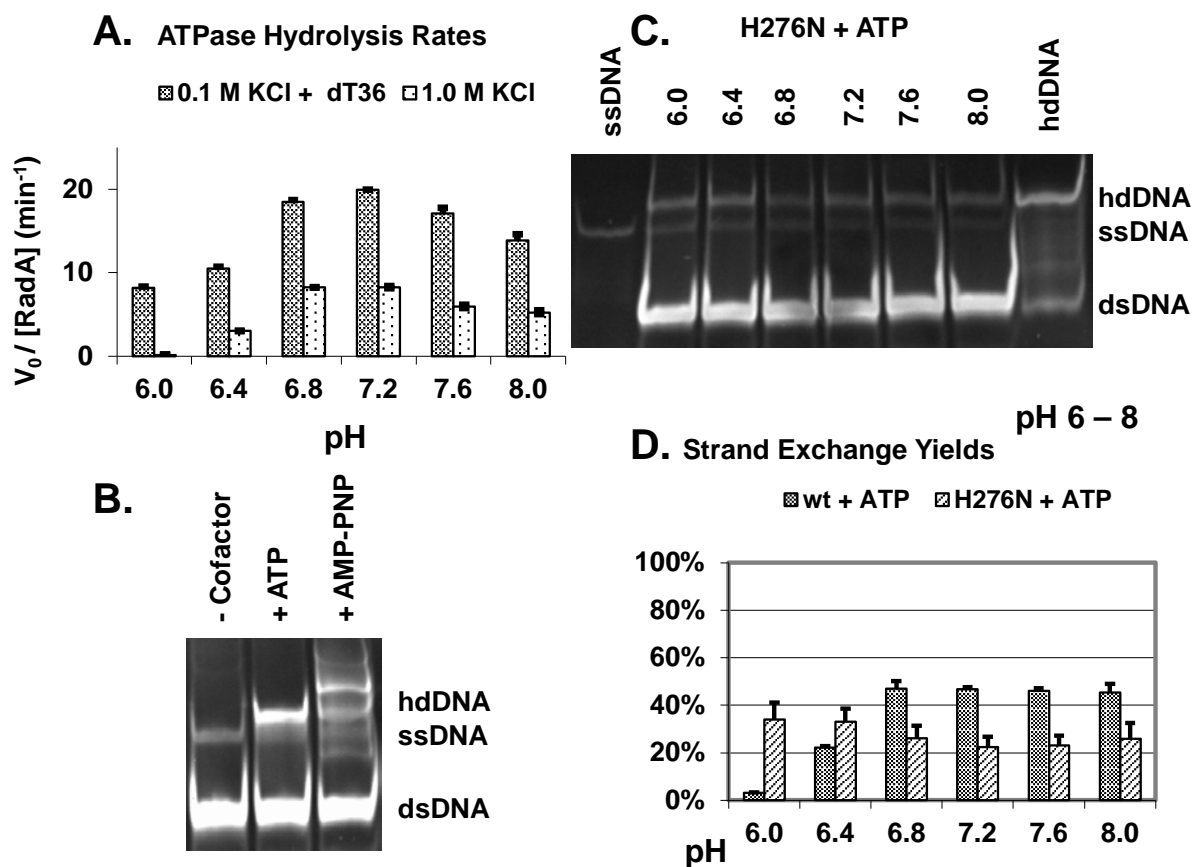 A. ATPase Hydrolysis Rates
0.1 M KCl + dT36 1.0 M KCl
V0 / [RadA] (min-1)
20
10
0
6.0 6.4 6.8 7.2 7.6 8.0
pH
B.
- Cofactor
+ ATP
+ AMP-PNP
hdDNA
ssDNA
dsDNA
C. H276N + ATP
ssDNA 6.0 6.4 6.8 7.2 7.6 8.0 hdDNA
hdDNA
ssDNA
dsDNA
pH 6 – 8
D. Strand Exchange Yields
wt + ATP H276N + ATP
100%
80%
60%
40%
20%
0%
6.0 6.4 6.8 7.2 7.6 8.0
pH